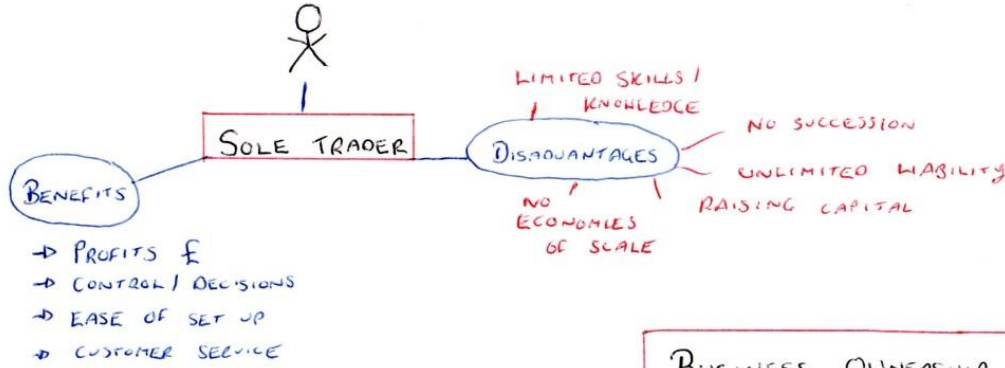 SOLE TRADER
BENEFITS
→ PROFITS £
→ CONTROL / DECISIONS
→ EASE OF SET UP
→ CUSTOMER SERVICE
DISADVANTAGES
LIMITED SKILLS /
KNOWLEDGE
NO SUCCESSION
UNLIMITED LIABILITY
RAISING CAPITAL
NO
ECONOMIES
OF SCALE
BUSINESS OWNERSHIP